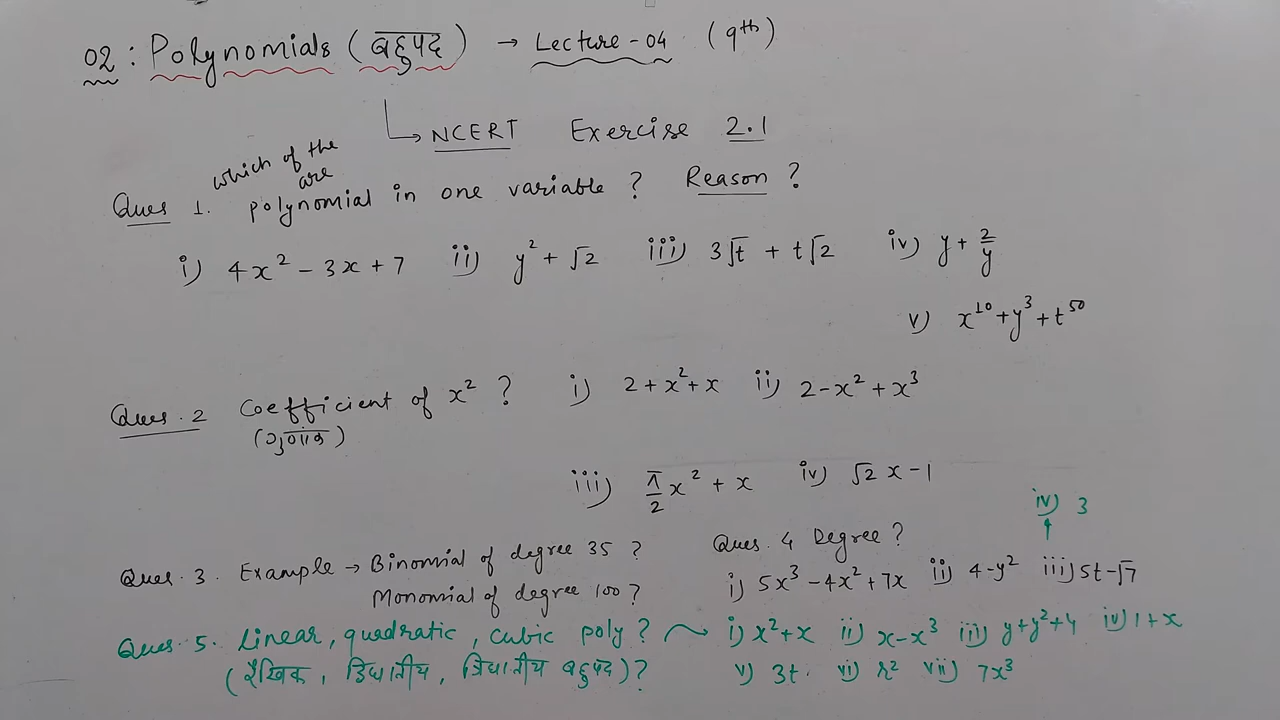 02 : Polynomials (बहुपद) → Lecture-04 (9th)
↳ NCERT Exercise 2.1
which of the
are
Ques 1. polynomial in one variable ? Reason ?
i) 4x² - 3x + 7 ii) y² + √2 iii) 3√t + t√2 iv) y + 2/y
v) x¹⁰ + y³ + t⁵⁰
Ques. 2 Coefficient of x² ? i) 2 + x² + x ii) 2 - x² + x³
(गुणांक)
iii) π/2 x² + x iv) √2 x - 1
iv) 3
Ques. 3. Example → Binomial of degree 35 ?
Monomial of degree 100 ?
Ques. 4 Degree ?
i) 5x³ - 4x² + 7x ii) 4 - y² iii) 5t - √7
Ques. 5. Linear, quadratic, cubic poly ? → i) x² + x ii) x - x³ iii) y + y² + 4 iv) 1 + x
(रैखिक, द्विघातीय, त्रिघातीय बहुपद) ? v) 3t. vi) r² vii) 7x³